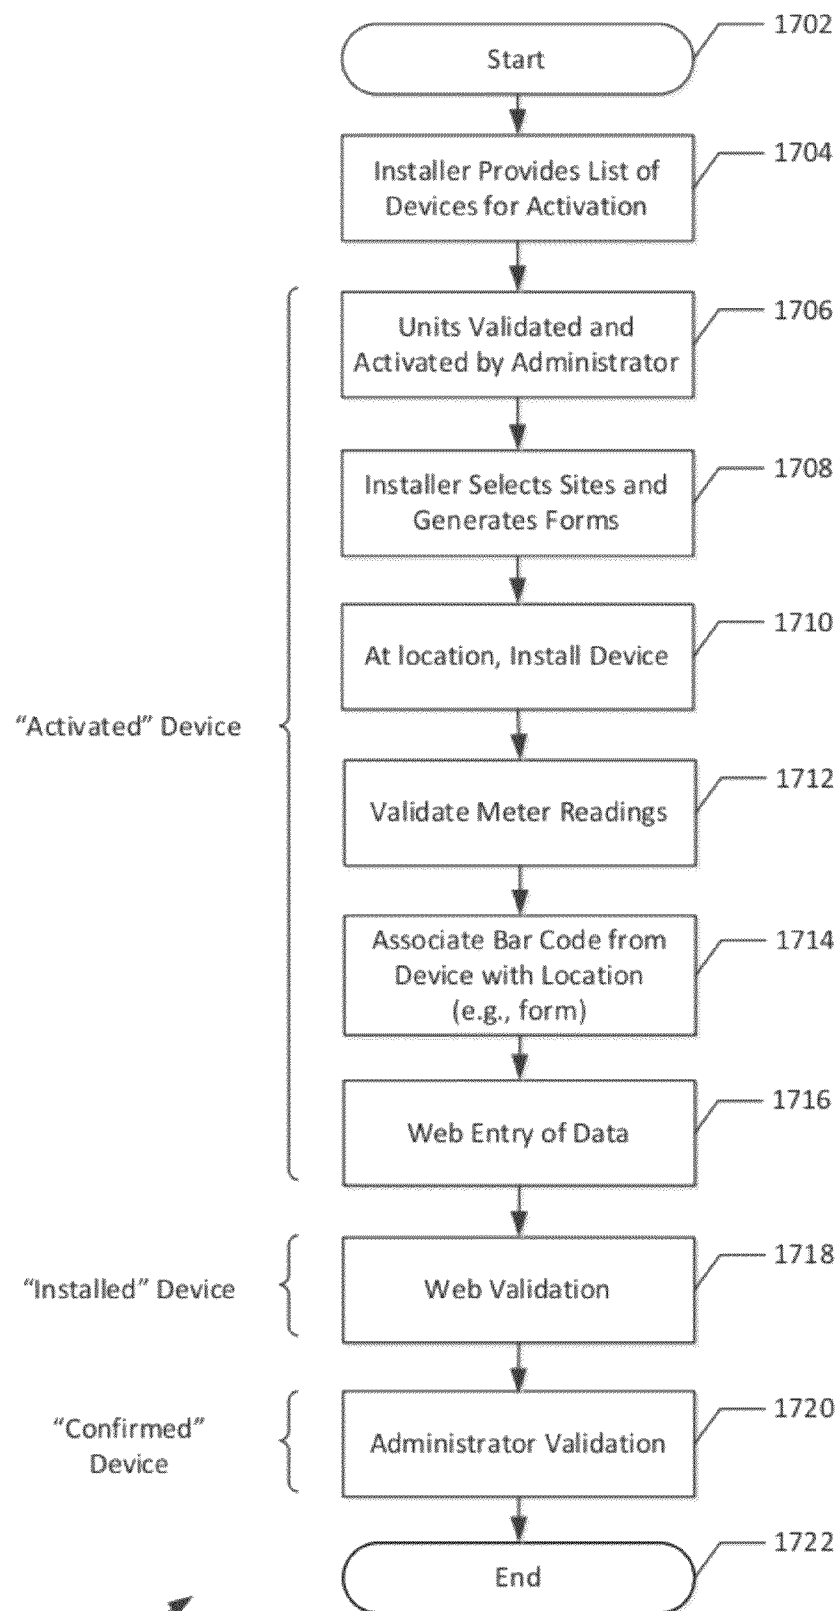 Start
1702
Installer Provides List of
Devices for Activation
1704
Units Validated and
Activated by Administrator
1706
Installer Selects Sites and
Generates Forms
1708
At location, Install Device
1710
“Activated” Device
Validate Meter Readings
1712
Associate Bar Code from
Device with Location
(e.g., form)
1714
Web Entry of Data
1716
“Installed” Device
Web Validation
1718
“Confirmed”
Device
Administrator Validation
1720
End
1722